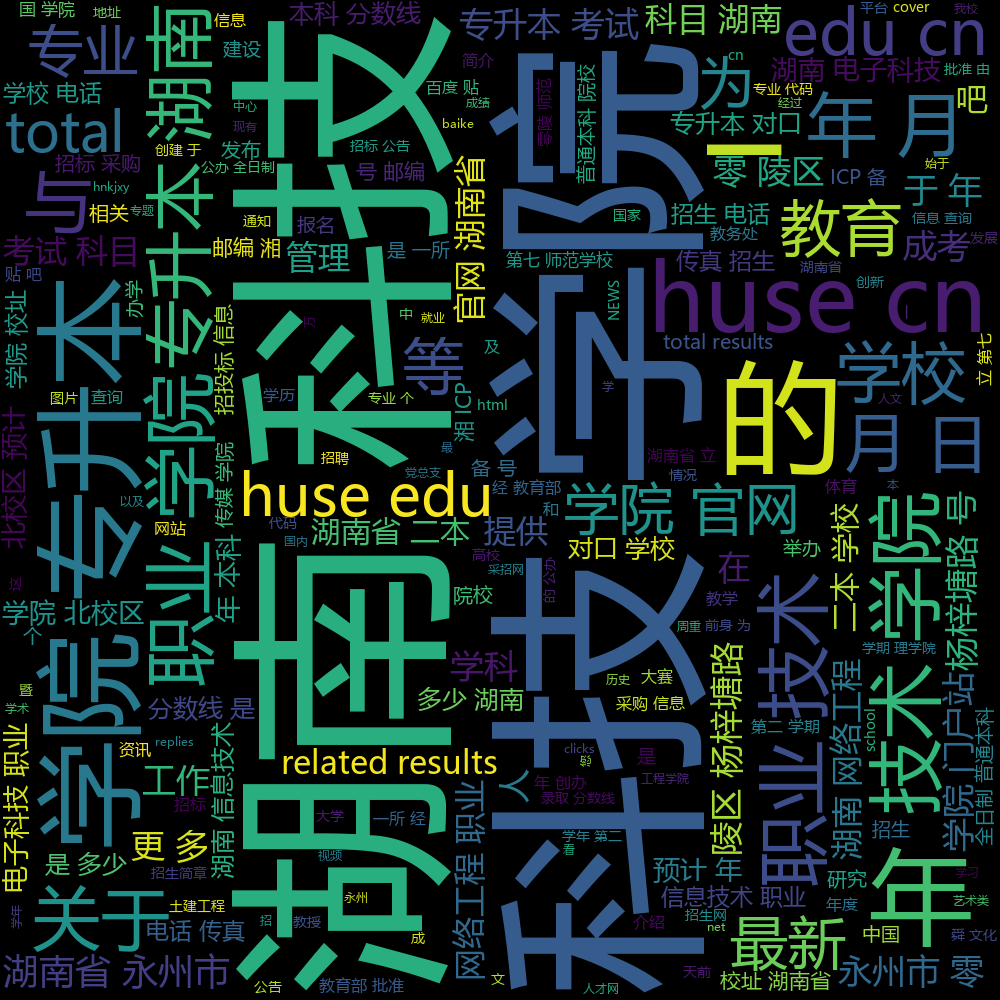 国 学院
地址
信息
本科 分数线
专升本 考试
科目 湖南
edu cn
平台
cover
我校
专业
湖南
湖南 科技
建设
简介
cn
湖南 电子科技
批准 由
学校 电话
百度 贴
成绩
专业 代码
为
年 月
吧
total
中心
现有
baike
零陵 师范
普通本科 院校
专升本 对口
一
经过
创建 于
发布
招标 公告
招标 采购
公办 全日制
号 邮编
零 陵区
ICP 备
始于
与
hnkjxy
相关
专题
通知
报名
湖南省
官网 湖南省
国家
招生 电话
教务处
教育
于 年
信息 查询
考试 科目
邮编 湘
管理
是 一所
第七 师范学校
传真 招生
成考
发展
贴 吧
办学
中
NEWS
湖南省
创新
huse cn
学院 校址
专升本
学院 专升本
招投标 信息
万
就业
等
及
学院
科技 学院
total results
学校
立 第七
图片
查询
学历
专业 个
湘 ICP
html
学
的
人文
北校区 预计
传媒 学院
招聘
最
湖南省 立
月 日
党总支
备 号
经 教育部
情况
以及
huse edu
和
学院 官网
体育
本
网站
代码
湖南省 二本
提供
二本 学校
技术 学院
杨梓塘路 号
国内
对口 学校
在
举办
这
职业
年 本科
高校
采招网
的 公办
学院 北校区
院校
教学
个
周重
前身 为
学期 理学院
学院
学科
历史
大赛
陵区 杨梓塘路
职业 技术
暨
学术
分数线 是
多少 湖南
采购 信息
第二 学期
湖南 网络工程
学院 门户站
全日制 普通本科
电子科技 职业
资讯
replies
related results
clicks
是
school
工作
湖南 信息技术
人
年 创办
工程学院
录取 分数线
招标
大学
一所 经
学年 第二
招生
更 多
视频
看
预计 年
是 多少
招生简章
永州
网络工程 职业
信息技术 职业
研究
学习
年
学年
关于
土建工程
招
教授
招生网
年度
艺术类
电话 传真
成
介绍
net
最新
中国
舜 文化
湖南省 永州市
教育部 批准
文
天前
校址 湖南省
永州市 零
公告
人才网